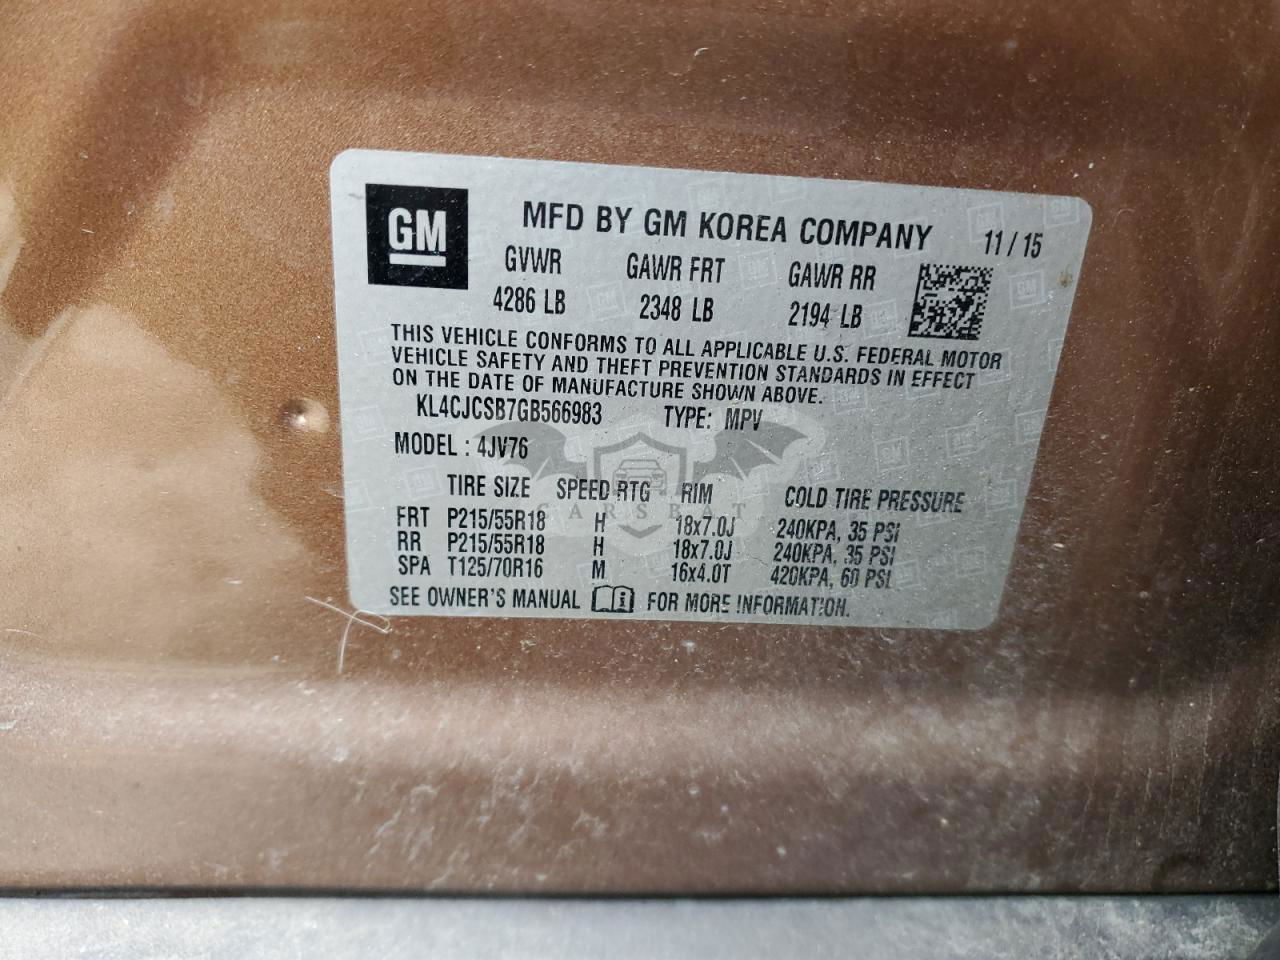 GM
MFD BY GM KOREA COMPANY 11/15
GVWR GAWR FRT GAWR RR
4286 LB 2348 LB 2194 LB
THIS VEHICLE CONFORMS TO ALL APPLICABLE U.S. FEDERAL MOTOR
VEHICLE SAFETY AND THEFT PREVENTION STANDARDS IN EFFECT
ON THE DATE OF MANUFACTURE SHOWN ABOVE.
KL4CJCSB7GB566983 TYPE: MPV
MODEL : 4JV76
TIRE SIZE SPEED RTG RIM COLD TIRE PRESSURE
FRT P215/55R18 H 18x7.0J 240KPA, 35 PSI
RR P215/55R18 H 18x7.0J 240KPA, 35 PSI
SPA T125/70R16 M 16x4.0T 420KPA, 60 PSI
SEE OWNER'S MANUAL i FOR MORE INFORMATION.
CARSBAT